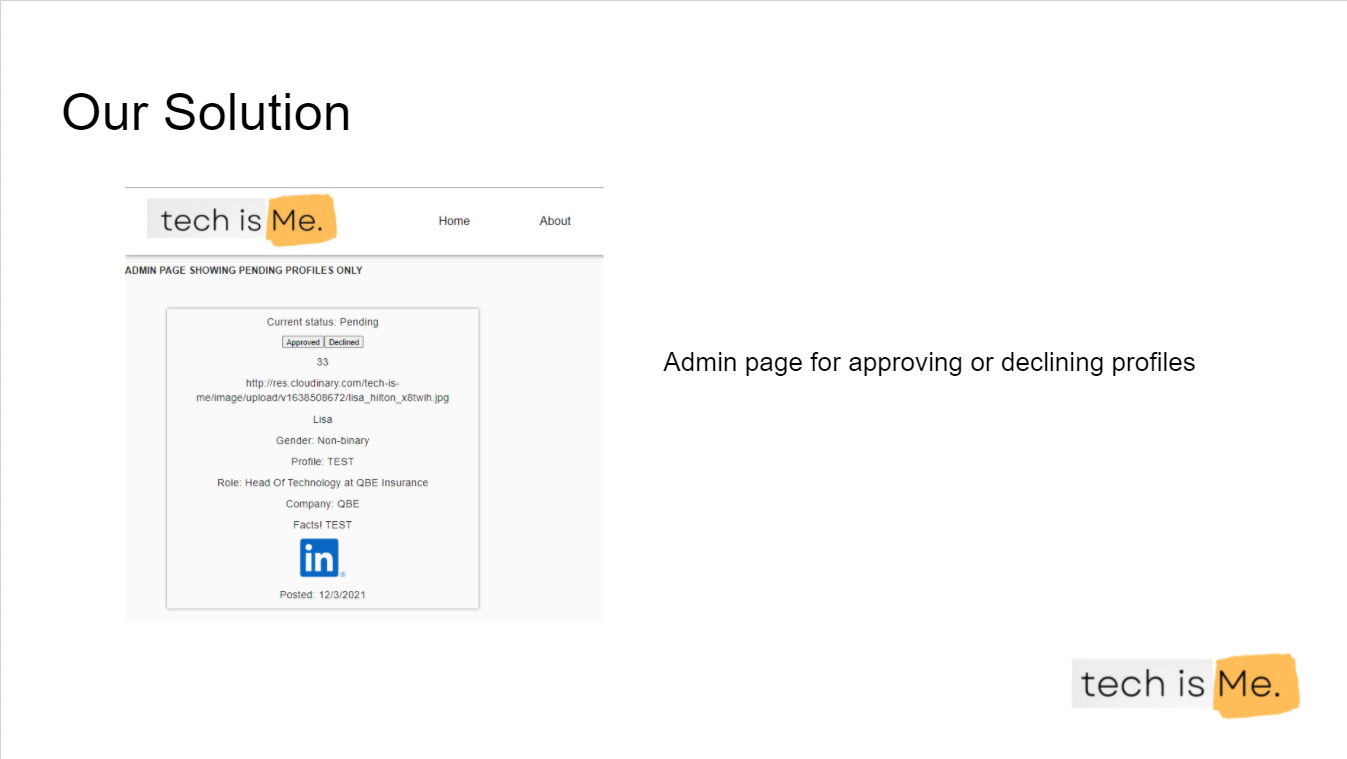 Our Solution
tech is Me.
Home
About
ADMIN PAGE SHOWING PENDING PROFILES ONLY
Current status: Pending
Approved Declined
33
http://res.cloudinary.com/tech-is-
me/image/upload/v1638508672/lisa_hilton_x8twih.jpg
Lisa
Gender: Non-binary
Profile: TEST
Role: Head Of Technology at QBE Insurance
Company: QBE
Facts! TEST
in
Posted: 12/3/2021
Admin page for approving or declining profiles
tech is Me.